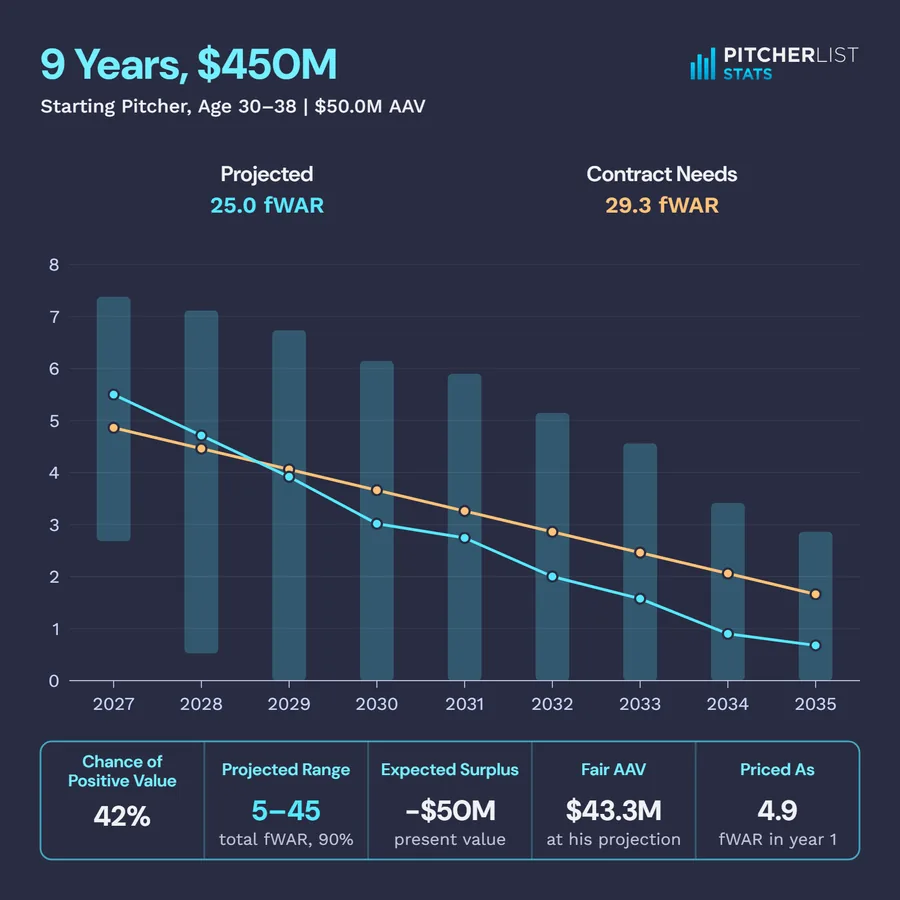 9 Years, $450M
PITCHERLIST
STATS
Starting Pitcher, Age 30–38 | $50.0M AAV
Projected
25.0 fWAR
Contract Needs
29.3 fWAR
8
7
6
5
4
3
2
1
0
2027 2028 2029 2030 2031 2032 2033 2034 2035
Chance of
Positive Value
42%
Projected Range
5–45
total fWAR, 90%
Expected Surplus
-$50M
present value
Fair AAV
$43.3M
at his projection
Priced As
4.9
fWAR in year 1